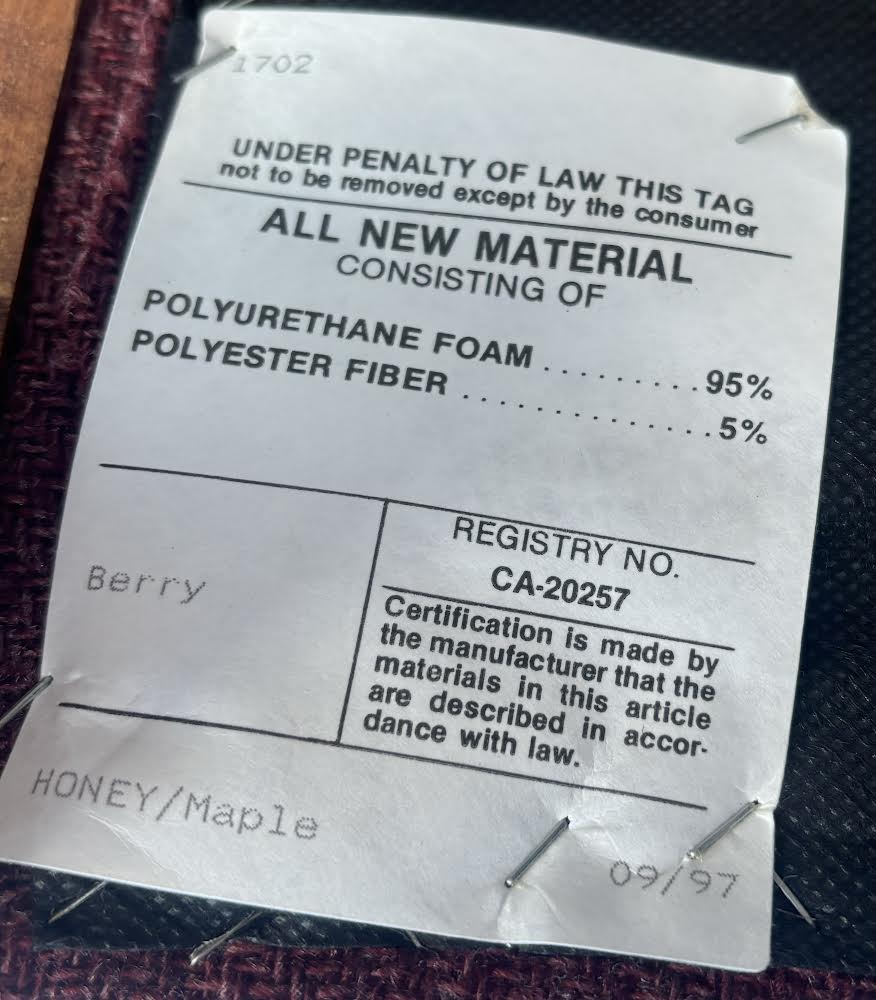 1702
UNDER PENALTY OF LAW THIS TAG
not to be removed except by the consumer
ALL NEW MATERIAL
CONSISTING OF
POLYURETHANE FOAM ......... 95%
POLYESTER FIBER .............. 5%
Berry
REGISTRY NO.
CA-20257
Certification is made by
the manufacturer that the
materials in this article
are described in accor-
dance with law.
HONEY/Maple
09/97